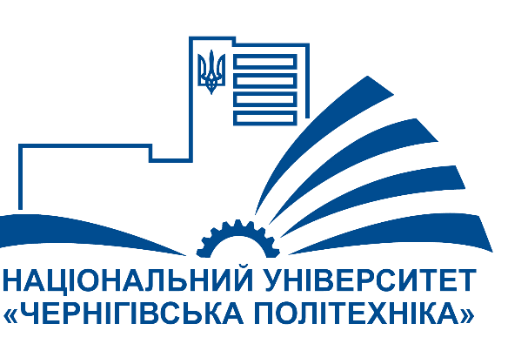 НАЦІОНАЛЬНИЙ УНІВЕРСИТЕТ
«ЧЕРНІГІВСЬКА ПОЛІТЕХНІКА»